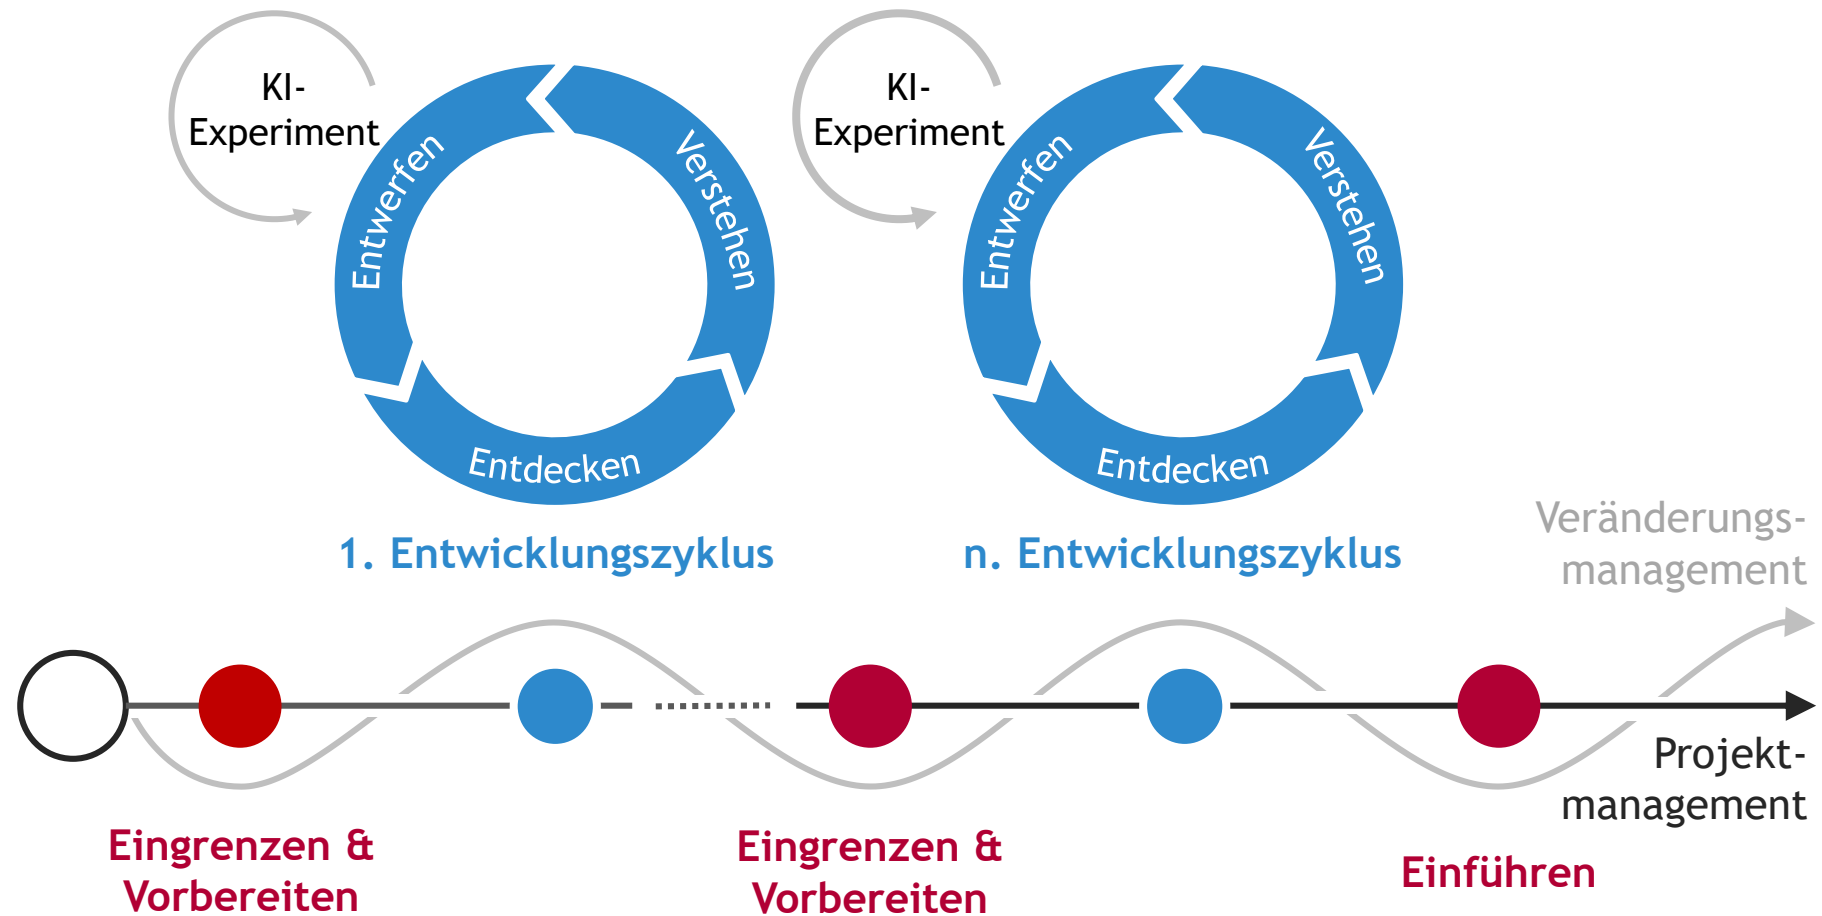 KI-
Experiment
Entwerfen
Verstehen
Entdecken
1. Entwicklungszyklus
KI-
Experiment
Entwerfen
Verstehen
Entdecken
n. Entwicklungszyklus
Veränderungs-
management
Projekt-
management
Eingrenzen &
Vorbereiten
Eingrenzen &
Vorbereiten
Einführen